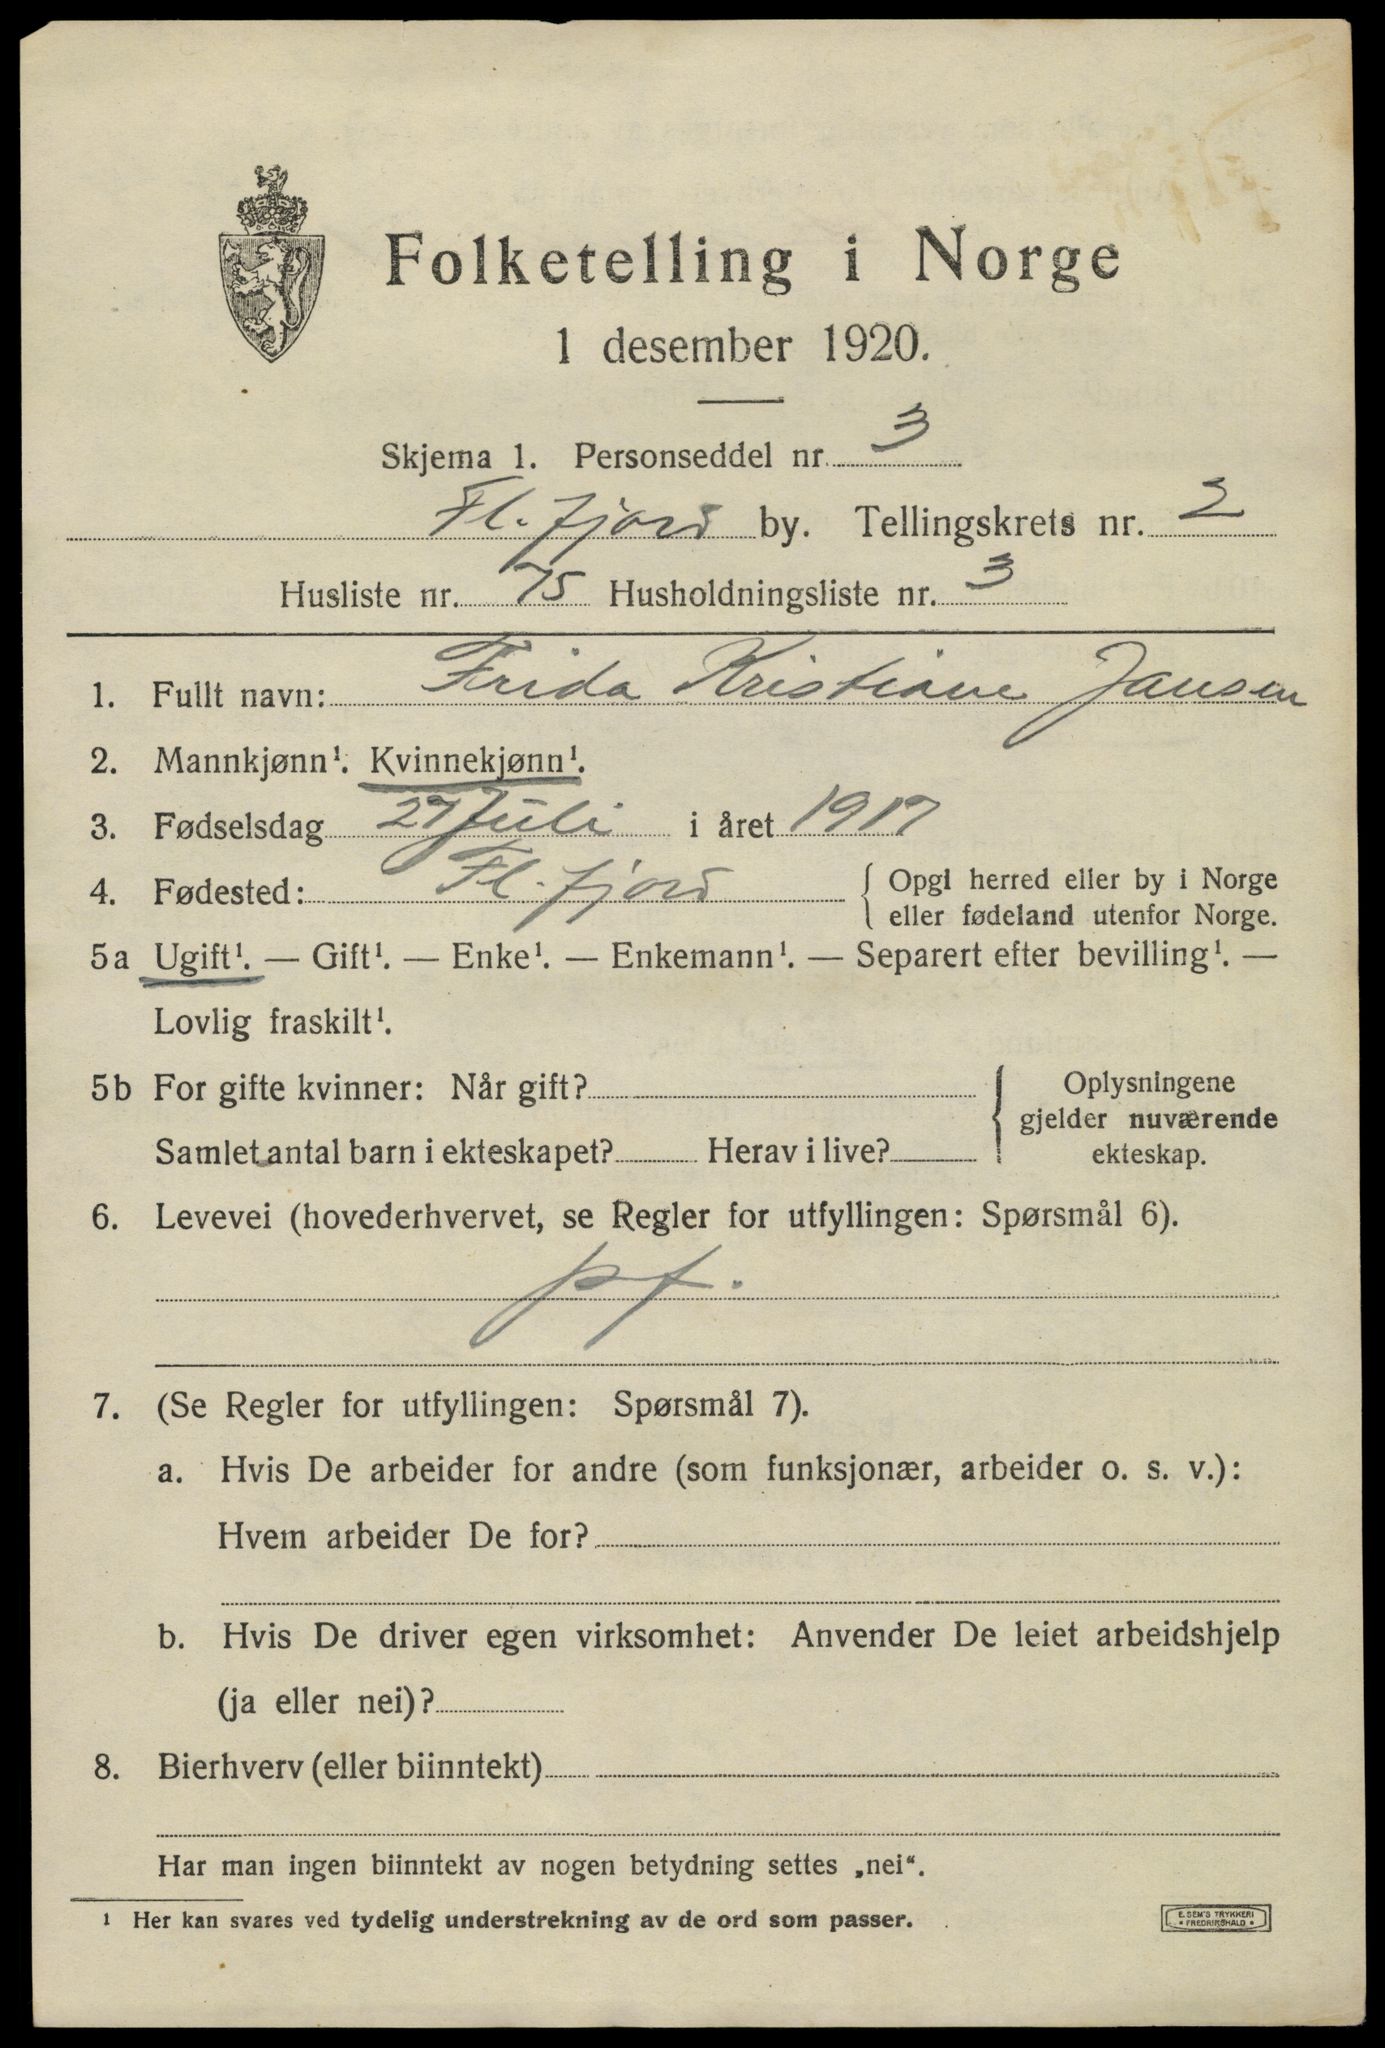 Folketelling i Norge
1 desember 1920.
Skjema 1. Personseddel nr. 3
Fl.fjord by. Tellingskrets nr. 2
Husliste nr. 75 Husholdningsliste nr. 3
1. Fullt navn: Frida Kristiane Jansen
2. Mannkjønn¹. Kvinnekjønn¹.
3. Fødselsdag 27 Juli i året 1917
4. Fødested: Fl.fjord { Opgl herred eller by i Norge
eller fødeland utenfor Norge.
5a Ugift¹. — Gift¹. — Enke¹. — Enkemann¹. — Separert efter bevilling¹. —
Lovlig fraskilt¹.
5b For gifte kvinner: Når gift? { Oplysningene
gjelder nuværende
Samlet antal barn i ekteskapet? Herav i live? ekteskap.
6. Levevei (hovederhvervet, se Regler for utfyllingen: Spørsmål 6).
pf.
7. (Se Regler for utfyllingen: Spørsmål 7).
a. Hvis De arbeider for andre (som funksjonær, arbeider o. s. v.):
Hvem arbeider De for?
b. Hvis De driver egen virksomhet: Anvender De leiet arbeidshjelp
(ja eller nei)?
8. Bierhverv (eller biinntekt)
Har man ingen biinntekt av nogen betydning settes „nei“.
¹ Her kan svares ved tydelig understrekning av de ord som passer.
E. SEM'S TRYKKERI
• FREDRIKSHALD •